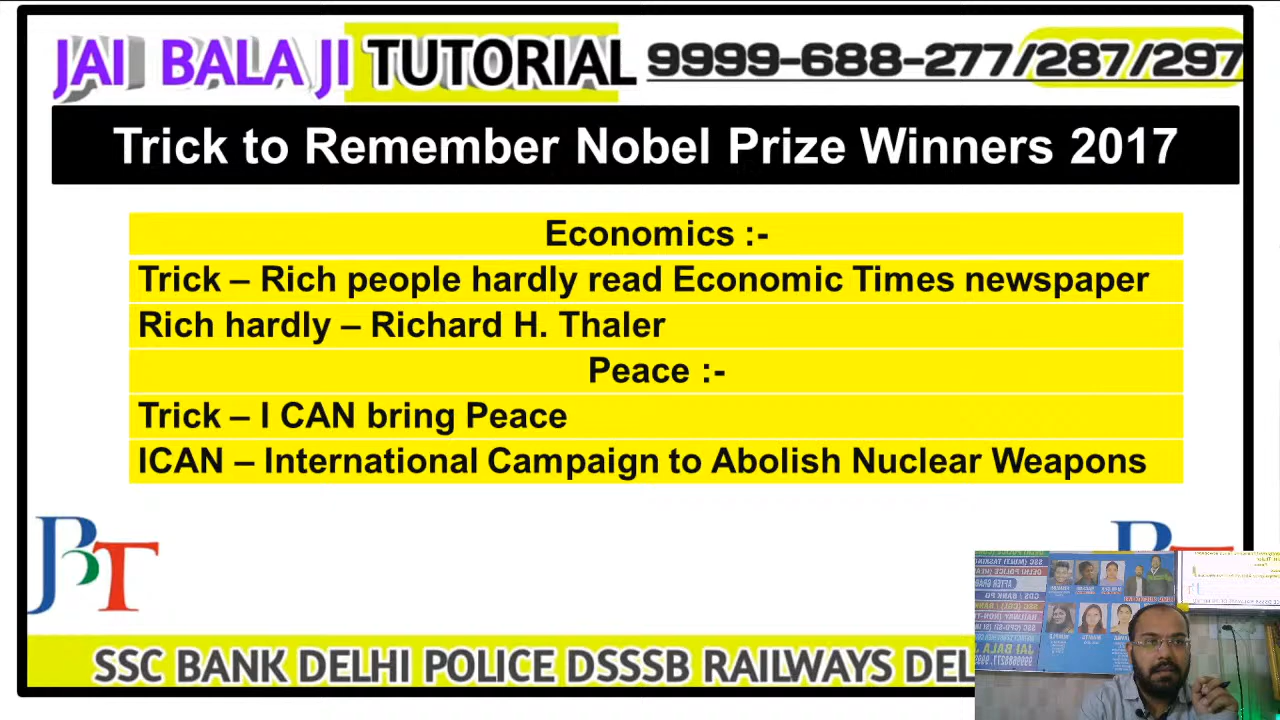 JAI BALA JI TUTORIAL 9999-688-277/287/297
Trick to Remember Nobel Prize Winners 2017
Economics :-
Trick – Rich people hardly read Economic Times newspaper
Rich hardly – Richard H. Thaler
Peace :-
Trick – I CAN bring Peace
ICAN – International Campaign to Abolish Nuclear Weapons
JBT
SSC BANK DELHI POLICE DSSSB RAILWAYS DEL